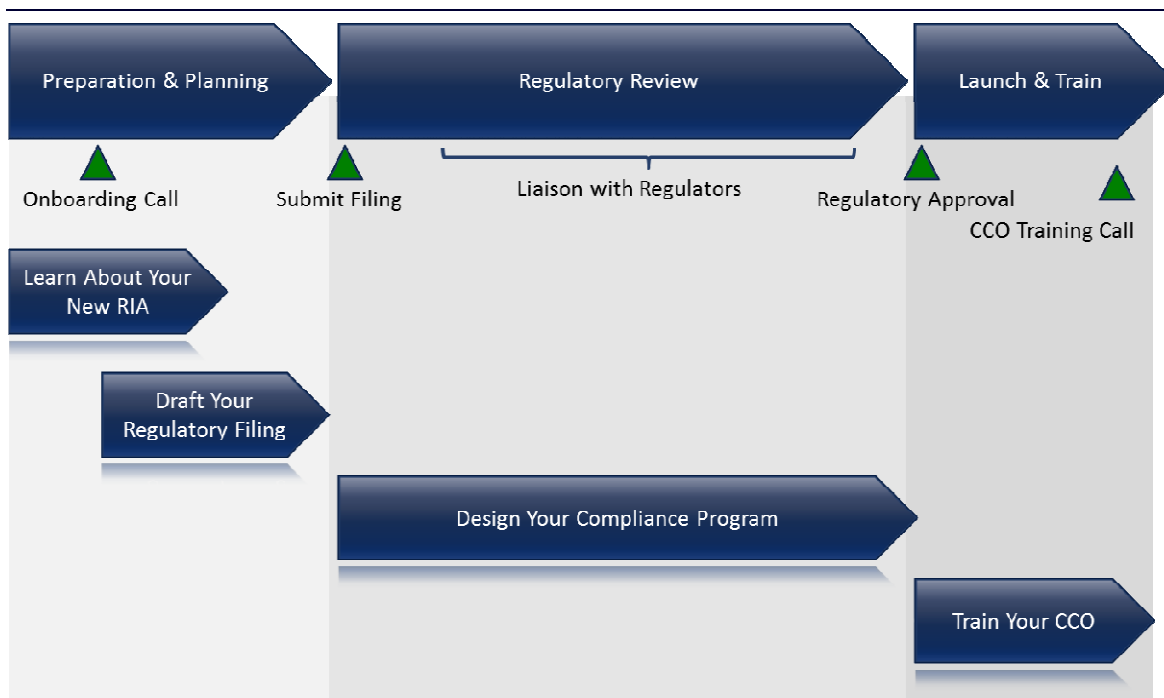 Preparation & Planning
Regulatory Review
Launch & Train
Onboarding Call
Submit Filing
Liaison with Regulators
Regulatory Approval
CCO Training Call
Learn About Your
New RIA
Draft Your
Regulatory Filing
Design Your Compliance Program
Train Your CCO